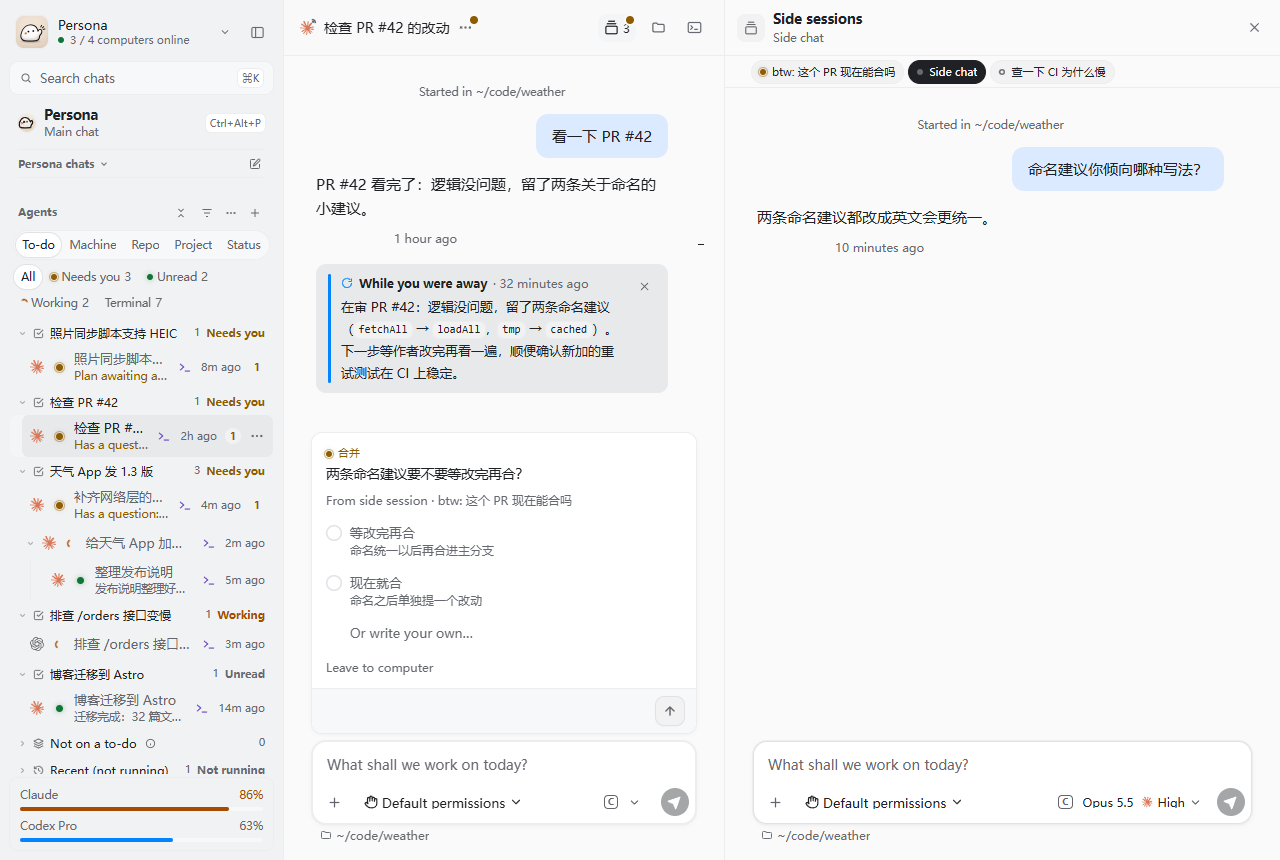 Persona
3 / 4 computers online
Search chats
⌘K
Persona
Main chat
Ctrl+Alt+P
Persona chats
Agents
To-do Machine Repo Project Status
All Needs you 3 Unread 2
Working 2 Terminal 7
照片同步脚本支持 HEIC 1 Needs you
照片同步脚本... 8m ago 1
Plan awaiting a...
检查 PR #42 1 Needs you
检查 PR #... 2h ago 1
Has a quest...
天气 App 发 1.3 版 3 Needs you
补齐网络层的... 4m ago 1
Has a question:...
给天气 App 加... 2m ago
整理发布说明 5m ago
发布说明整理好...
排查 /orders 接口变慢 1 Working
排查 /orders 接口... 3m ago
博客迁移到 Astro 1 Unread
博客迁移到 Astro 14m ago
迁移完成：32 篇文...
Not on a to-do 0
Recent (not running) 1 Not running
Claude 86%
Codex Pro 63%
检查 PR #42 的改动
3
Started in ~/code/weather
看一下 PR #42
PR #42 看完了：逻辑没问题，留了两条关于命名的
小建议。
1 hour ago
While you were away · 32 minutes ago
在审 PR #42：逻辑没问题，留了两条命名建议
（fetchAll → loadAll，tmp → cached）。
下一步等作者改完再看一遍，顺便确认新加的重
试测试在 CI 上稳定。
合并
两条命名建议要不要等改完再合？
From side session · btw: 这个 PR 现在能合吗
等改完再合
命名统一以后再合进主分支
现在就合
命名之后单独提一个改动
Or write your own...
Leave to computer
What shall we work on today?
Default permissions
C
~/code/weather
Side sessions
Side chat
btw: 这个 PR 现在能合吗 Side chat 查一下 CI 为什么慢
Started in ~/code/weather
命名建议你倾向哪种写法？
两条命名建议都改成英文会更统一。
10 minutes ago
What shall we work on today?
Default permissions
C Opus 5.5 High
~/code/weather